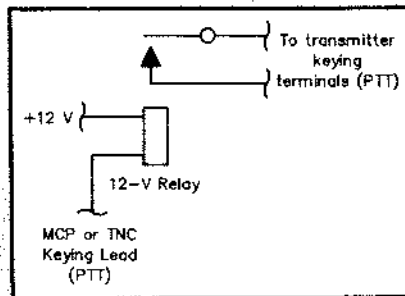 To transmitter
keying
terminals (PTT)
+12 V
12-V Relay
MCP or TNC
Keying Lead
(PTT)